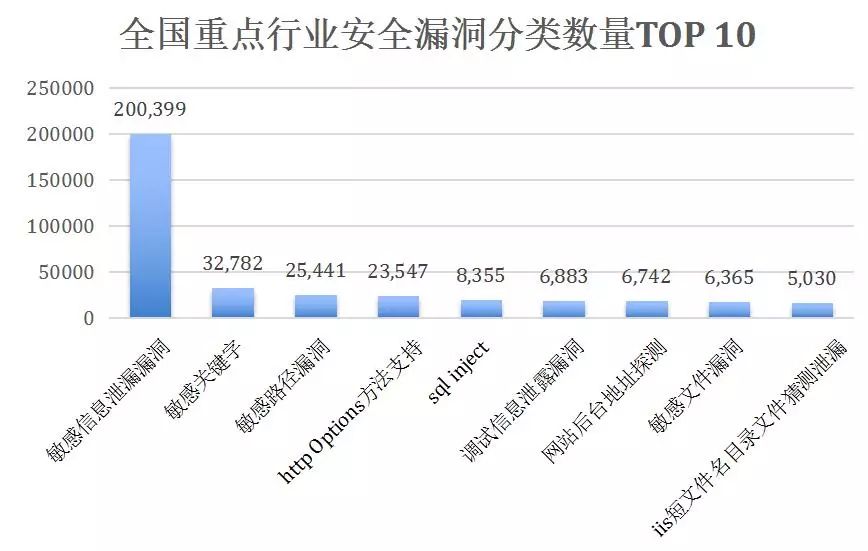 全国重点行业安全漏洞分类数量TOP 10
250000
200000
150000
100000
50000
0
200,399
32,782
25,441
23,547
8,355
6,883
6,742
6,365
5,030
敏感信息泄漏漏洞
敏感关键字
敏感路径漏洞
http Options方法支持
sql inject
调试信息泄露漏洞
网站后台地址探测
敏感文件漏洞
iis短文件名目录文件猜测泄漏